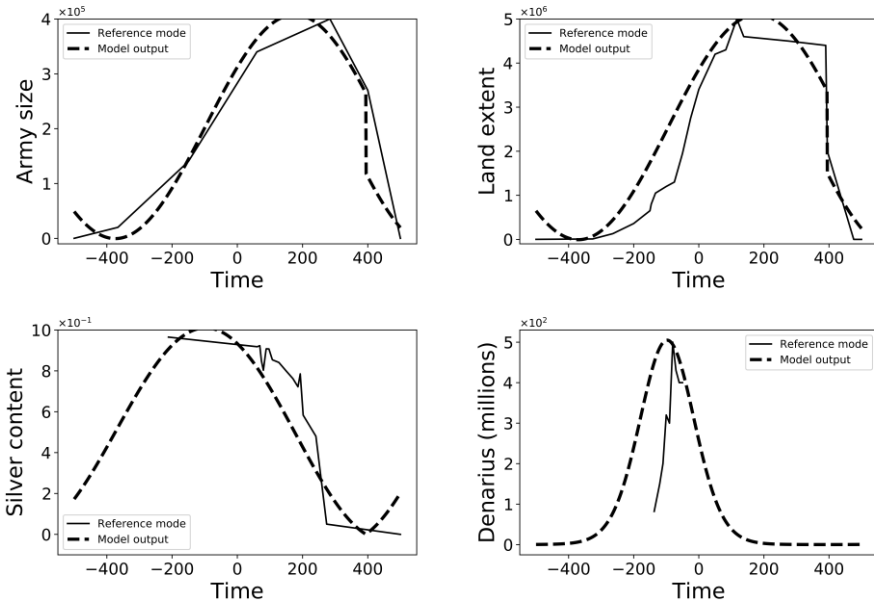 ×10⁵
4
3
2
1
0
Army size
Reference mode
Model output
−400 −200 0 200 400
Time
×10⁶
5
4
3
2
1
0
Land extent
Reference mode
Model output
−400 −200 0 200 400
Time
×10⁻¹
10
8
6
4
2
0
Silver content
Reference mode
Model output
−400 −200 0 200 400
Time
×10²
5
4
3
2
1
0
Denarius (millions)
Reference mode
Model output
−400 −200 0 200 400
Time